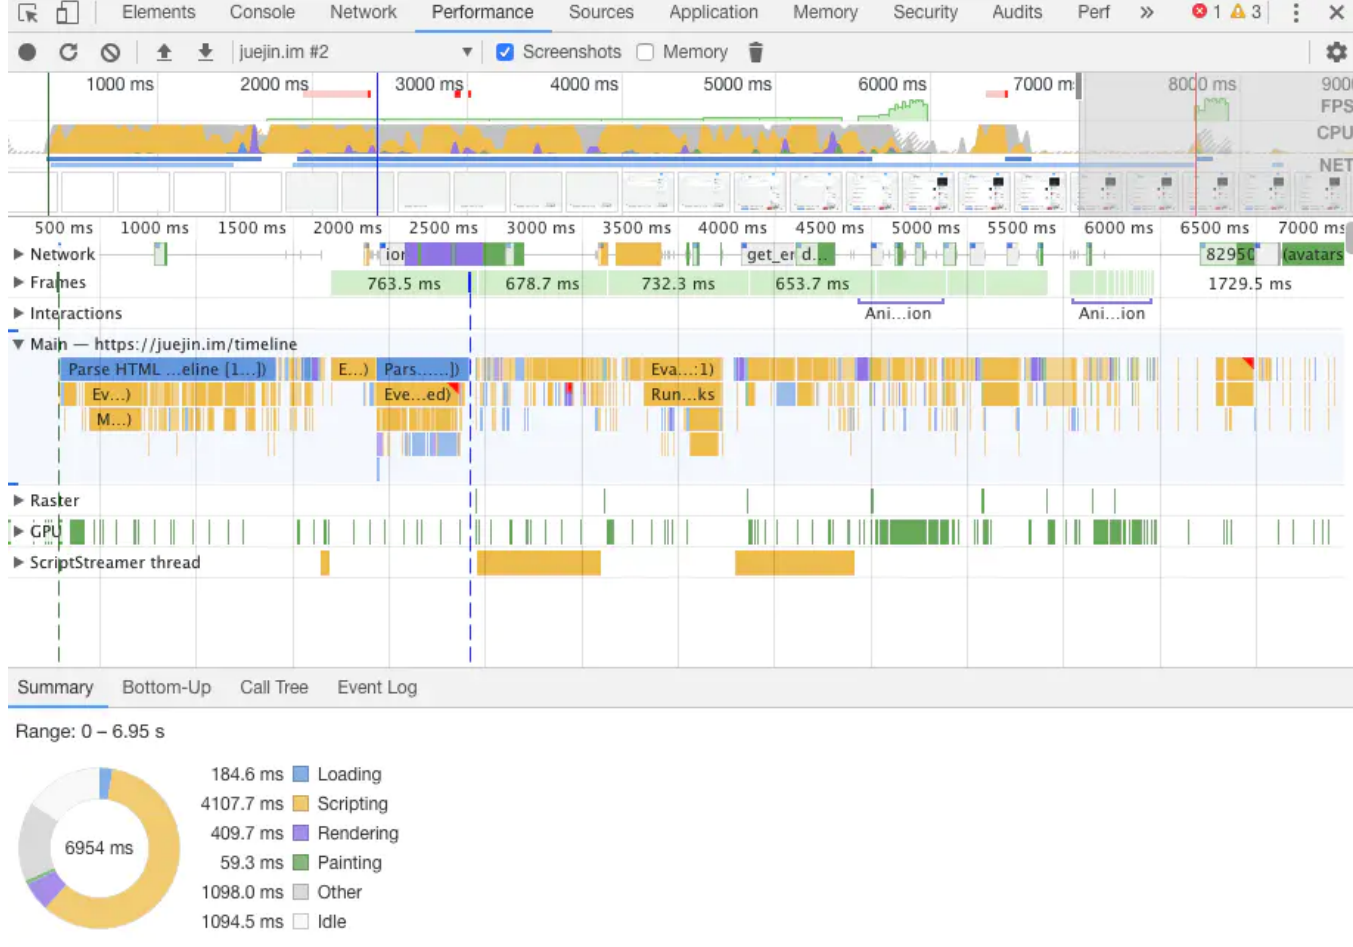 Elements Console Network Performance Sources Application Memory Security Audits Perf » 1 3
juejin.im #2 Screenshots Memory
1000 ms 2000 ms 3000 ms 4000 ms 5000 ms 6000 ms 7000 m 8000 ms 900
FPS
CPU
NET
500 ms 1000 ms 1500 ms 2000 ms 2500 ms 3000 ms 3500 ms 4000 ms 4500 ms 5000 ms 5500 ms 6000 ms 6500 ms 7000 ms
Network ior get_er d... 82950 (avatars
Frames 763.5 ms 678.7 ms 732.3 ms 653.7 ms 1729.5 ms
Interactions Ani...ion Ani...ion
Main — https://juejin.im/timeline
Parse HTML ...eline [1...]) E...) Pars......]) Eva...:1)
Ev...) Eve...ed) Run...ks
M...)
Raster
GPU
ScriptStreamer thread
Summary Bottom-Up Call Tree Event Log
Range: 0 – 6.95 s
184.6 ms Loading
4107.7 ms Scripting
409.7 ms Rendering
6954 ms
59.3 ms Painting
1098.0 ms Other
1094.5 ms Idle